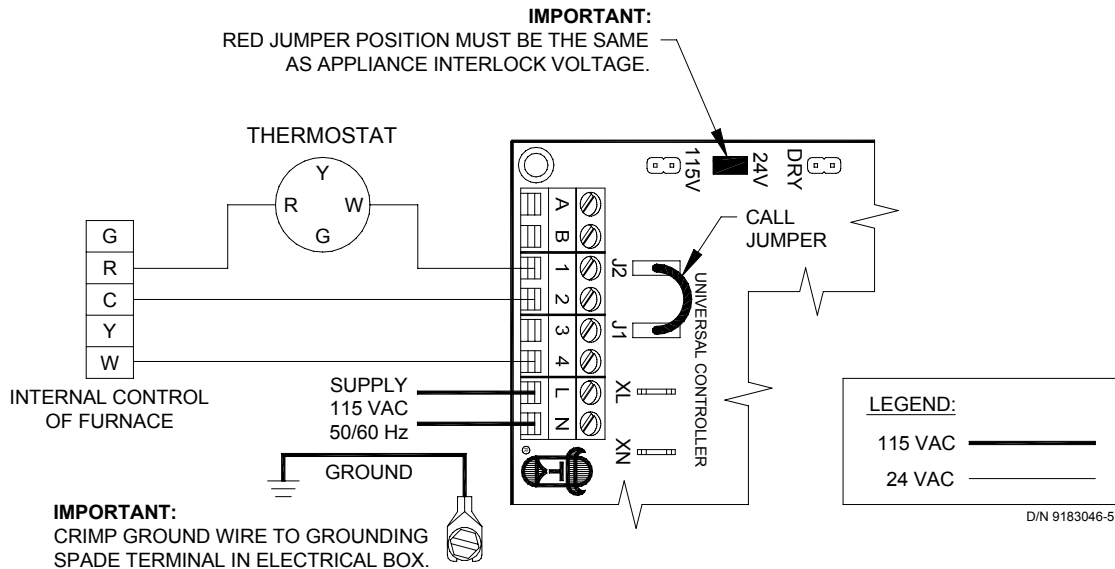 IMPORTANT:
RED JUMPER POSITION MUST BE THE SAME
AS APPLIANCE INTERLOCK VOLTAGE.
THERMOSTAT
Y
R W
G
G
R
C
Y
W
INTERNAL CONTROL
OF FURNACE
115V
24V
DRY
CALL
JUMPER
A
B
1
2
3
4
L
N
J2
J1
XL
XN
UNIVERSAL CONTROLLER
SUPPLY
115 VAC
50/60 Hz
GROUND
IMPORTANT:
CRIMP GROUND WIRE TO GROUNDING
SPADE TERMINAL IN ELECTRICAL BOX.
LEGEND:
115 VAC
24 VAC
D/N 9183046-5